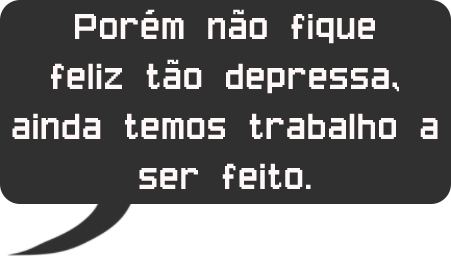 Porém não fique
feliz tão depressa,
ainda temos trabalho a
ser feito.